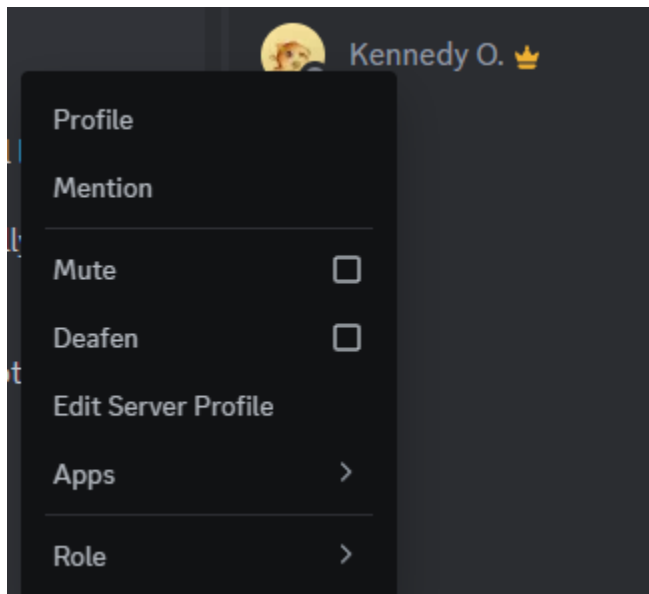 Kennedy O.
Profile
Mention
Mute
Deafen
Edit Server Profile
Apps
Role